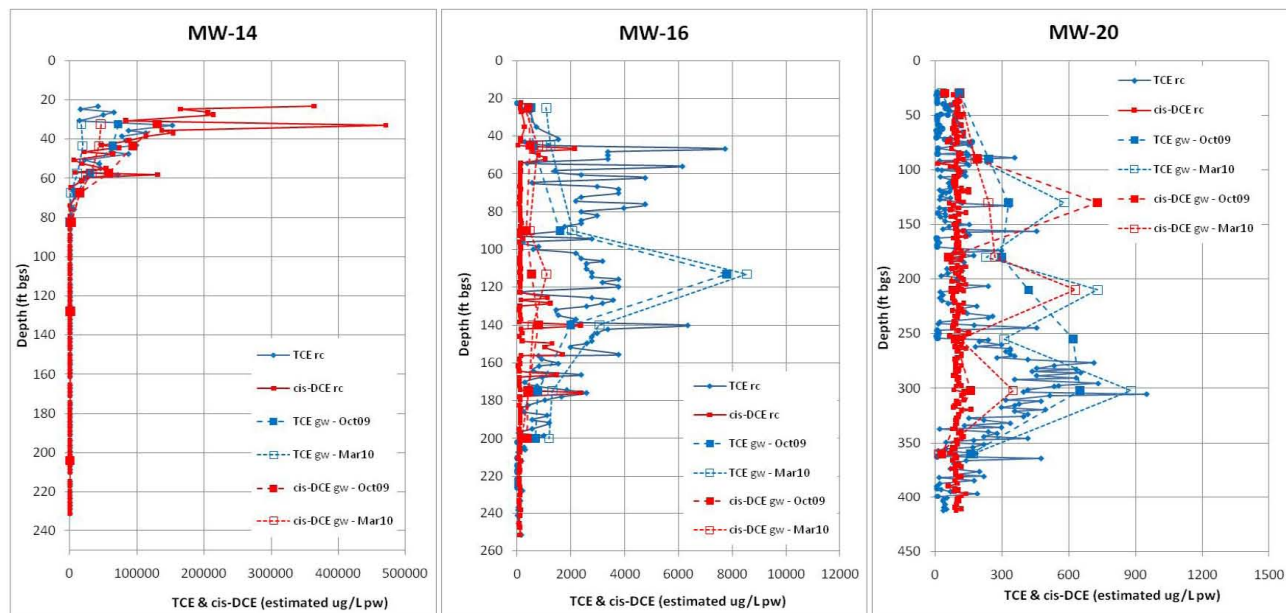 MW-14
0
20
40
60
80
100
120
140
160
180
200
220
240
Depth (ft bgs)
TCE rc
cis-DCE rc
TCE gw - Oct09
TCE gw - Mar10
cis-DCE gw - Oct09
cis-DCE gw - Mar10
0 100000 200000 300000 400000 500000
TCE & cis-DCE (estimated ug/L pw)
MW-16
0
20
40
60
80
100
120
140
160
180
200
220
240
260
Depth (ft bgs)
TCE rc
cis-DCE rc
TCE gw - Oct09
TCE gw - Mar10
cis-DCE gw - Oct09
cis-DCE gw - Mar10
0 2000 4000 6000 8000 10000 12000
TCE & cis-DCE (estimated ug/L pw)
MW-20
0
50
100
150
200
250
300
350
400
450
Depth (ft bgs)
TCE rc
cis-DCE rc
TCE gw - Oct09
TCE gw - Mar10
cis-DCE gw - Oct09
cis-DCE gw - Mar10
0 300 600 900 1200 1500
TCE & cis-DCE (estimated ug/L pw)